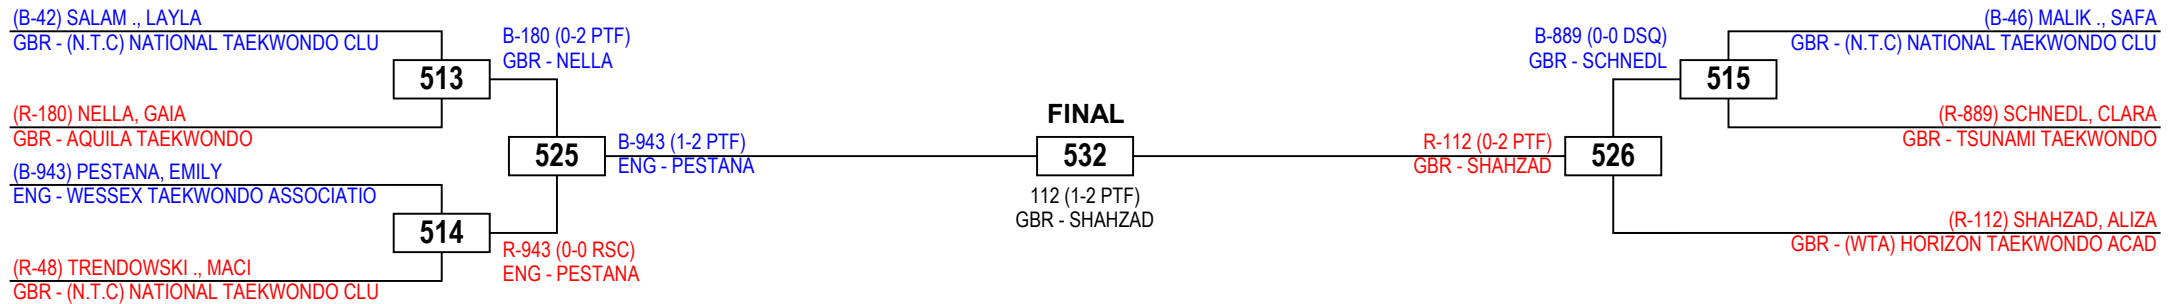 (B-42) SALAM ., LAYLA
GBR - (N.T.C) NATIONAL TAEKWONDO CLU
513
(R-180) NELLA, GAIA
GBR - AQUILA TAEKWONDO
(B-943) PESTANA, EMILY
ENG - WESSEX TAEKWONDO ASSOCIATIO
514
(R-48) TRENDOWSKI ., MACI
GBR - (N.T.C) NATIONAL TAEKWONDO CLU
B-180 (0-2 PTF)
GBR - NELLA
525
R-943 (0-0 RSC)
ENG - PESTANA
B-943 (1-2 PTF)
ENG - PESTANA
FINAL
532
112 (1-2 PTF)
GBR - SHAHZAD
R-112 (0-2 PTF)
GBR - SHAHZAD
526
B-889 (0-0 DSQ)
GBR - SCHNEDL
515
(B-46) MALIK ., SAFA
GBR - (N.T.C) NATIONAL TAEKWONDO CLU
(R-889) SCHNEDL, CLARA
GBR - TSUNAMI TAEKWONDO
(R-112) SHAHZAD, ALIZA
GBR - (WTA) HORIZON TAEKWONDO ACAD